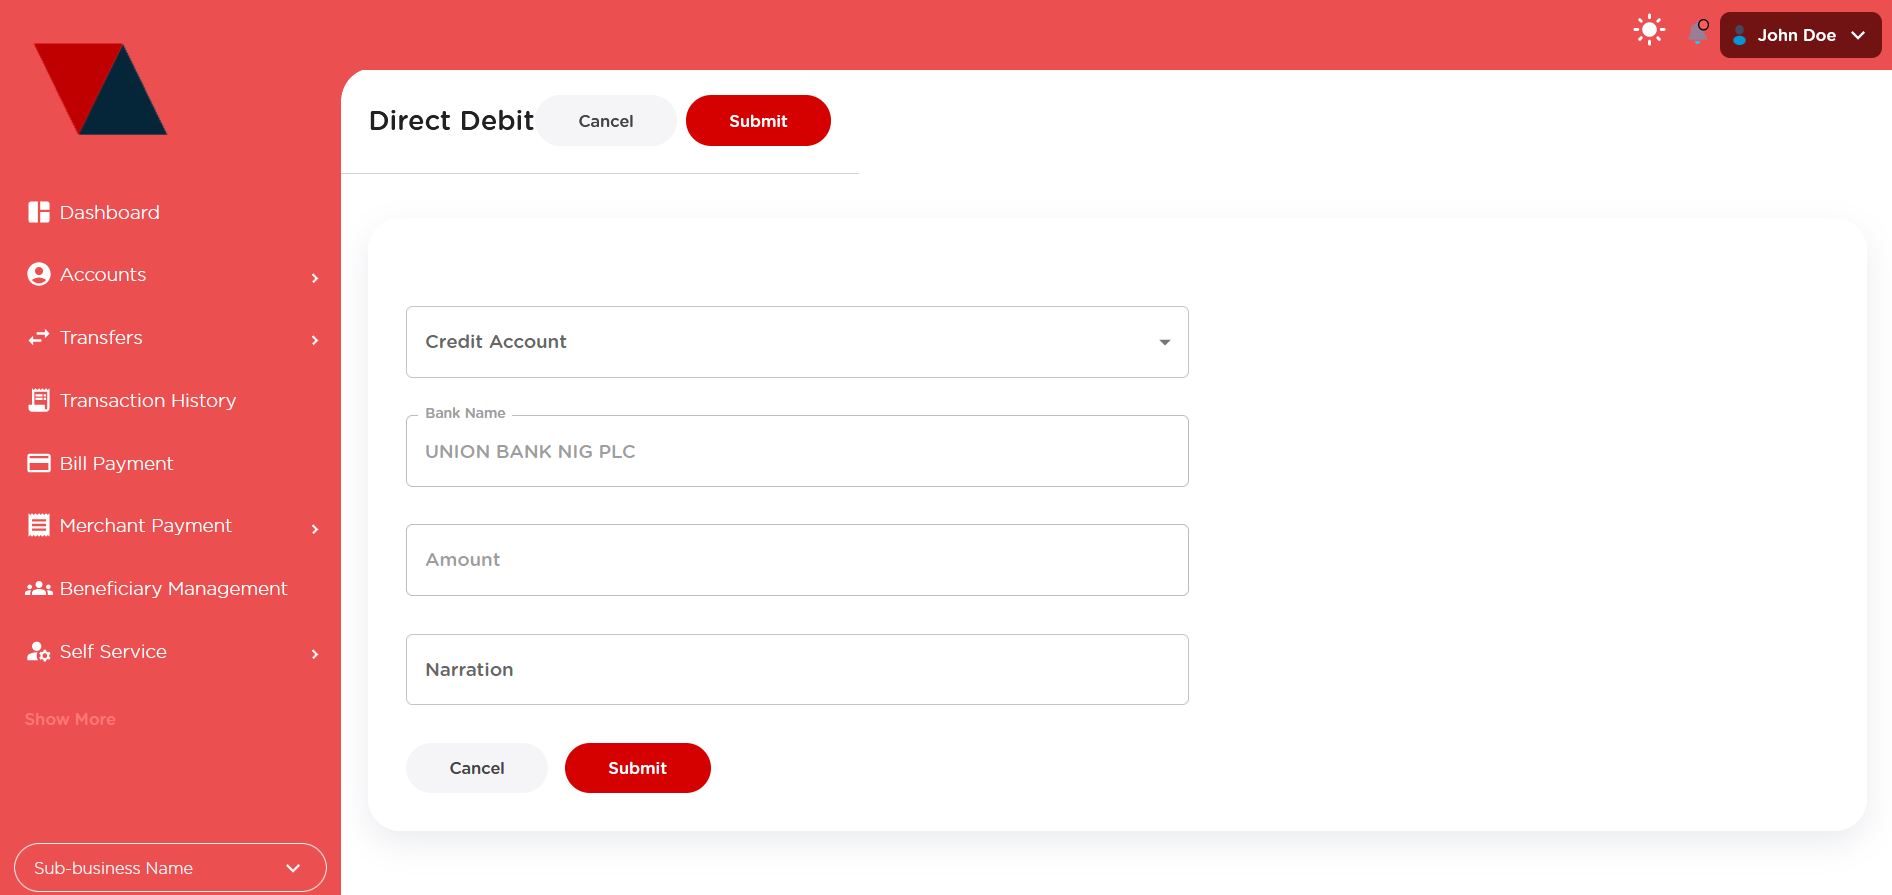 John Doe
Direct Debit
Cancel
Submit
Dashboard
Accounts
Transfers
Transaction History
Bill Payment
Merchant Payment
Beneficiary Management
Self Service
Show More
Sub-business Name
Credit Account
Bank Name
UNION BANK NIG PLC
Amount
Narration
Cancel
Submit